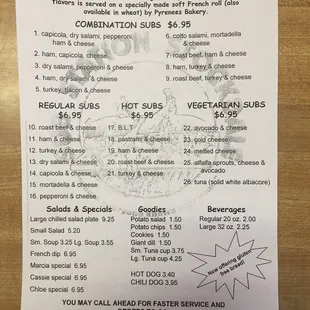 flavors is served on a specially made soft French roll (also
available in wheat) by Pyrenees Bakery.
COMBINATION SUBS $6.95
1. capicola, dry salami, pepperoni,
ham & cheese
2. ham, capicola, & cheese
3. dry salami, pepperoni & cheese
4. ham, dry salami & cheese
5. turkey, bacon & cheese
6. cotto salami, mortadella
& cheese
7. roast beef, ham & cheese
8. ham, turkey & cheese
9. roast beef, turkey & cheese
REGULAR SUBS
$6.95
10. roast beef & cheese
11. ham & cheese
12. turkey & cheese
13. dry salami & cheese
14. capicola & cheese
15. mortadella & cheese
16. pepperoni & cheese
HOT SUBS
$6.95
17. B.L.T
18. pastrami & cheese
19. ham & cheese
20. roast beef & cheese
21. turkey & cheese
VEGETARIAN SUBS
$6.95
22. avocado & cheese
23. cold cheese
24. melted cheese
25. alfalfa sprouts, cheese &
avocado
26. tuna (solid white albacore)
Salads & Specials
Large chilled salad plate 9.25
Small Salad 5.20
Sm. Soup 3.25 Lg. Soup 3.55
French dip 6.95
Marcia special 6.95
Cassie special 6.95
Chloe special 6.95
Goodies
Potato salad 1.50
Potato chips 1.50
Cookies 1.50
Giant dill 1.50
Sm. Tuna cup 3.75
Lg. Tuna cup 4.25
HOT DOG 3.40
CHILI DOG 3.95
Beverages
Regular 20 oz. 2.00
Large 32 oz. 2.25
Now offering gluten
free bread!
YOU MAY CALL AHEAD FOR FASTER SERVICE AND